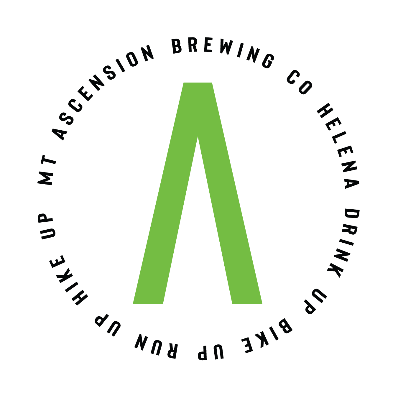 MT ASCENSION BREWING CO HELENA DRINK UP BIKE UP RUN UP HIKE UP